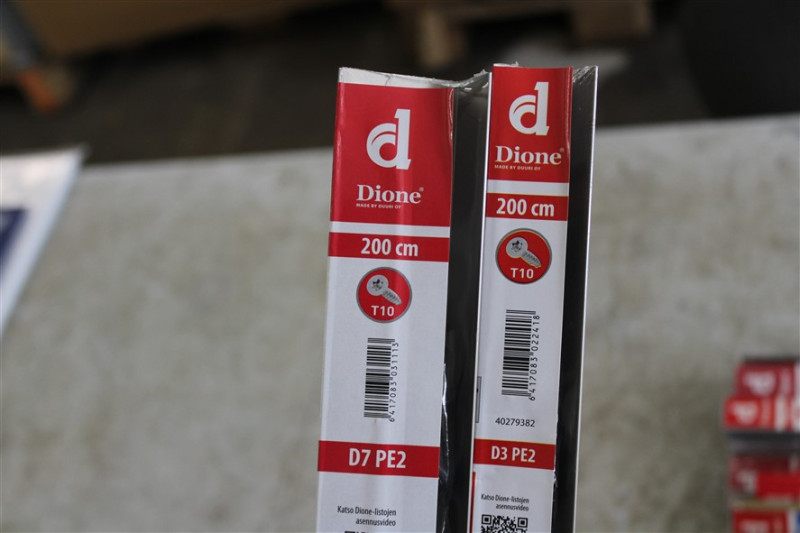 d
Dione®
MADE BY DUURI OY
200 cm
T10
6417083031113
D7 PE2
Katso Dione-listojen
asennusvideo
d
Dione®
MADE BY DUURI OY
200 cm
T10
6417083022418
40279382
D3 PE2
Katso Dione-listojen
asennusvideo